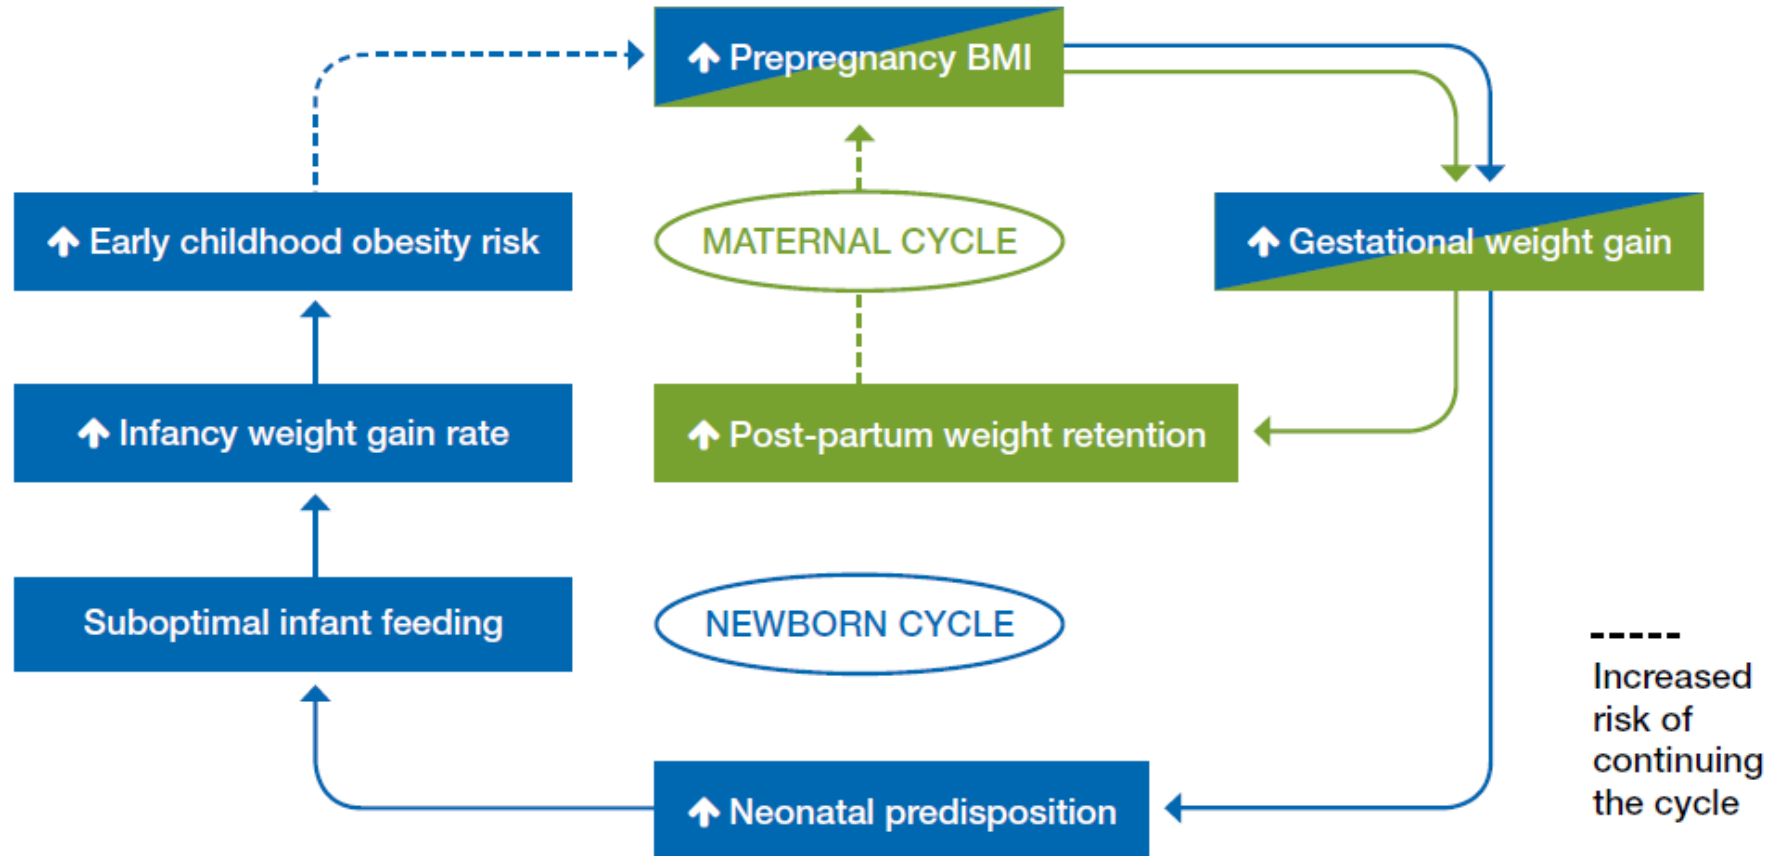 ↑ Prepregnancy BMI
↑ Early childhood obesity risk
MATERNAL CYCLE
↑ Gestational weight gain
↑ Infancy weight gain rate
↑ Post-partum weight retention
Suboptimal infant feeding
NEWBORN CYCLE
↑ Neonatal predisposition
Increased
risk of
continuing
the cycle